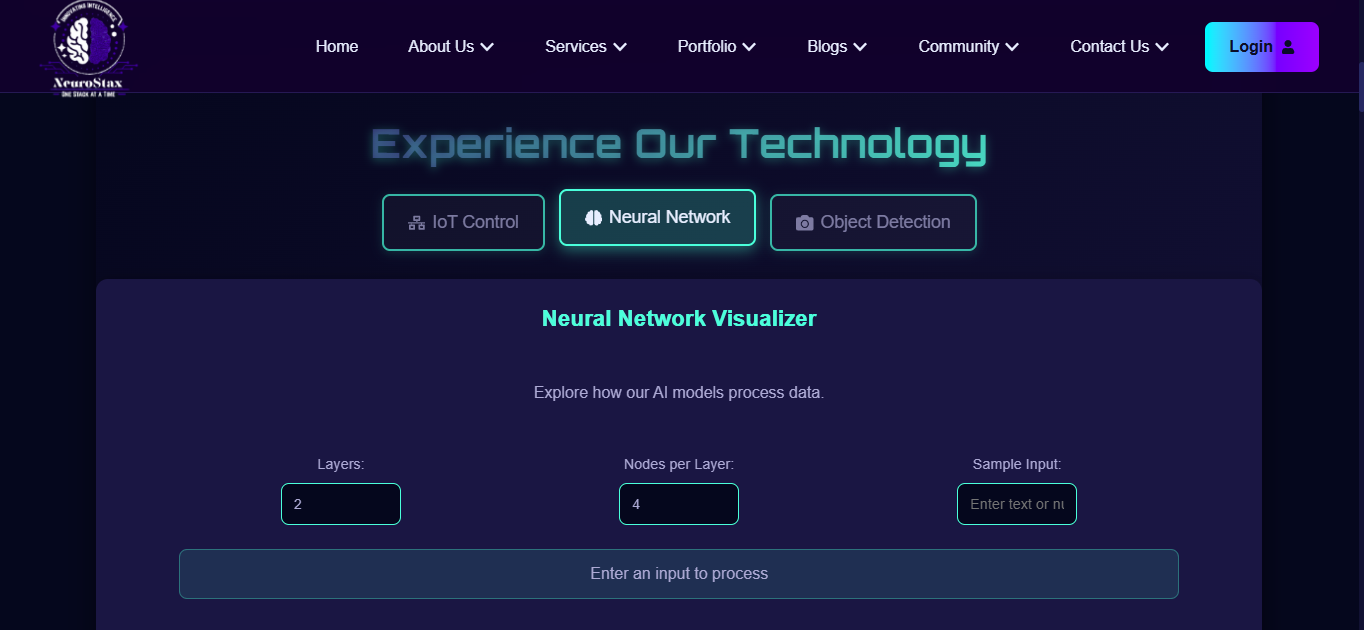 INNOVATING INTELLIGENCE
NeuroStax
One Stack at a Time
Home
About Us
Services
Portfolio
Blogs
Community
Contact Us
Login
Experience Our Technology
IoT Control
Neural Network
Object Detection
Neural Network Visualizer
Explore how our AI models process data.
Layers:
Nodes per Layer:
Sample Input:
2
4
Enter text or nu
Enter an input to process